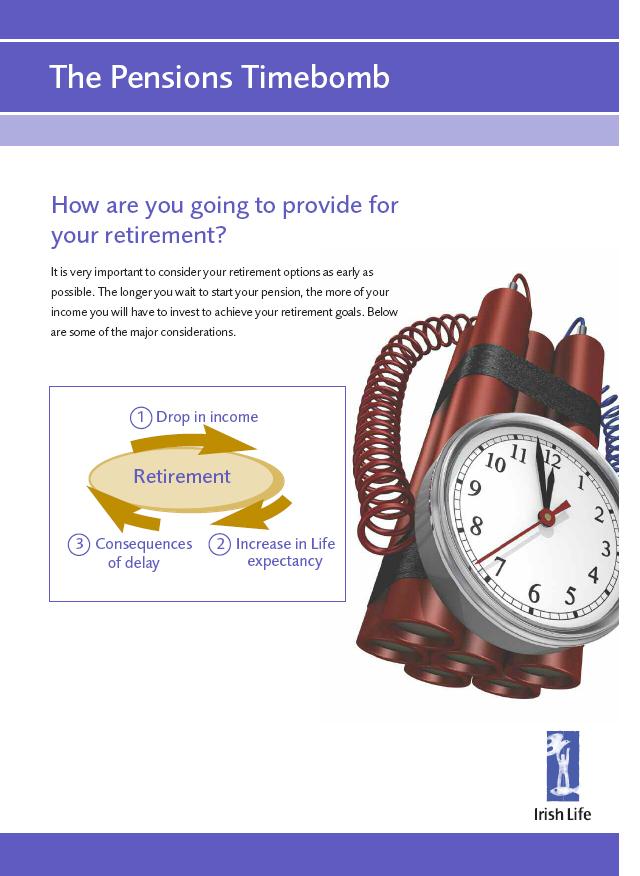 The Pensions Timebomb
How are you going to provide for
your retirement?
It is very important to consider your retirement options as early as
possible. The longer you wait to start your pension, the more of your
income you will have to invest to achieve your retirement goals. Below
are some of the major considerations.
1 Drop in income
Retirement
3 Consequences
of delay
2 Increase in Life
expectancy
11
12
1
10
2
9
3
8
4
7
6
5
Irish Life